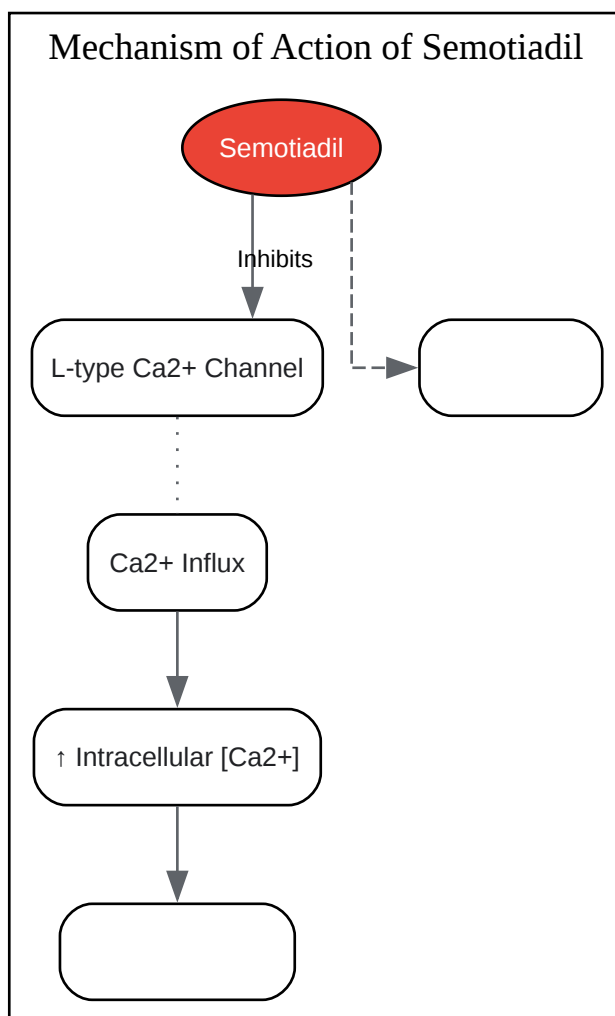 Mechanism of Action of Semotiadil
Semotiadil
Inhibits
L-type Ca2+ Channel
Ca2+ Influx
↑ Intracellular [Ca2+]